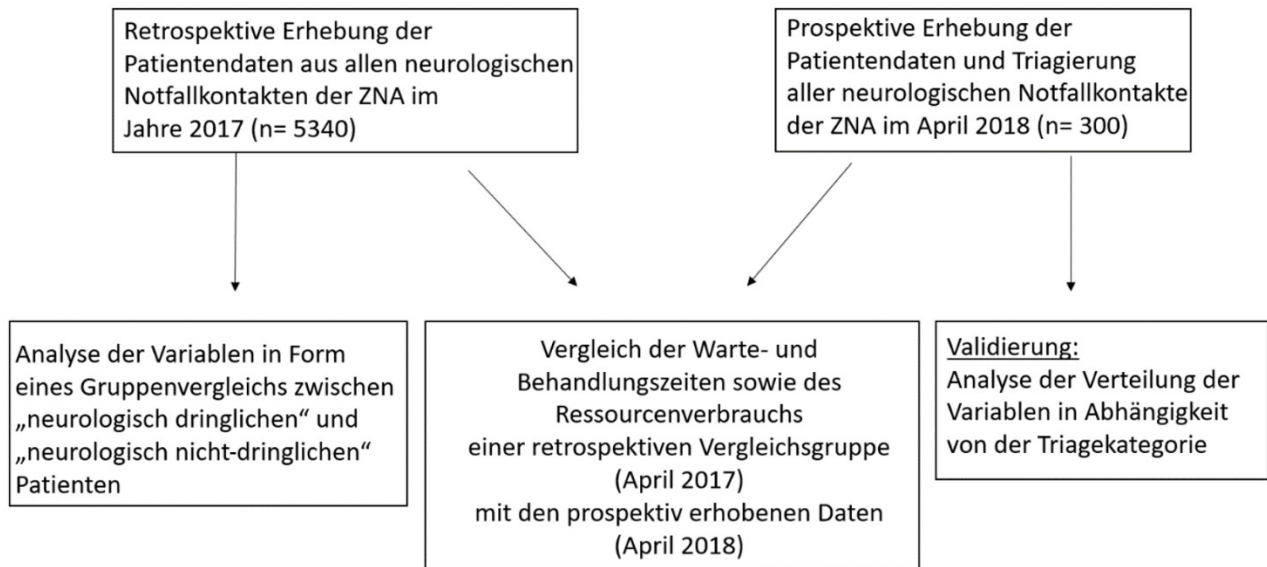 Retrospektive Erhebung der
Patientendaten aus allen neurologischen
Notfallkontakten der ZNA im
Jahre 2017 (n= 5340)
Prospektive Erhebung der
Patientendaten und Triagierung
aller neurologischen Notfallkontakte
der ZNA im April 2018 (n= 300)
Analyse der Variablen in Form
eines Gruppenvergleichs zwischen
„neurologisch dringlichen“ und
„neurologisch nicht-dringlichen“
Patienten
Vergleich der Warte- und
Behandlungszeiten sowie des
Ressourcenverbrauchs
einer retrospektiven Vergleichsgruppe
(April 2017)
mit den prospektiv erhobenen Daten
(April 2018)
Validierung:
Analyse der Verteilung der
Variablen in Abhängigkeit
von der Triagekategorie